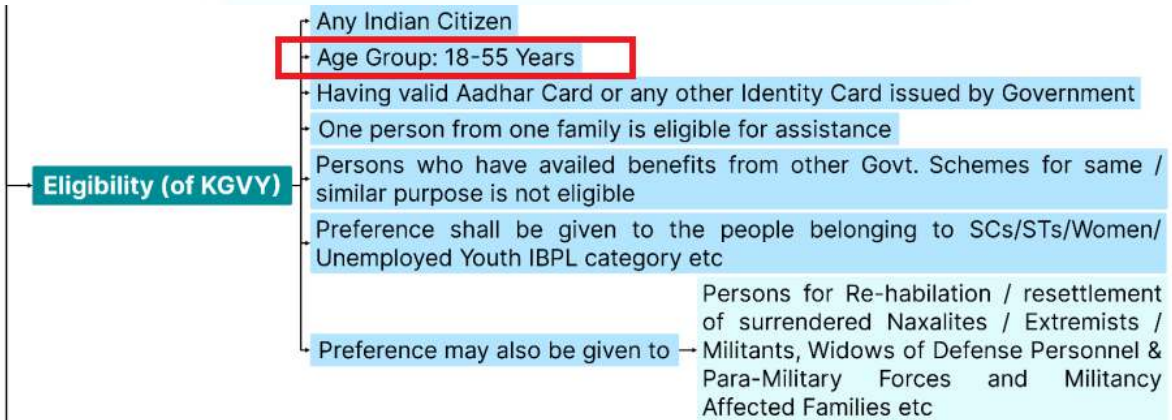 Any Indian Citizen
Age Group: 18-55 Years
Having valid Aadhar Card or any other Identity Card issued by Government
One person from one family is eligible for assistance
Eligibility (of KGVY)
Persons who have availed benefits from other Govt. Schemes for same /
similar purpose is not eligible
Preference shall be given to the people belonging to SCs/STs/Women/
Unemployed Youth IBPL category etc
Preference may also be given to
Persons for Re-habilation / resettlement
of surrendered Naxalites / Extremists /
Militants, Widows of Defense Personnel &
Para-Military Forces and Militancy
Affected Families etc